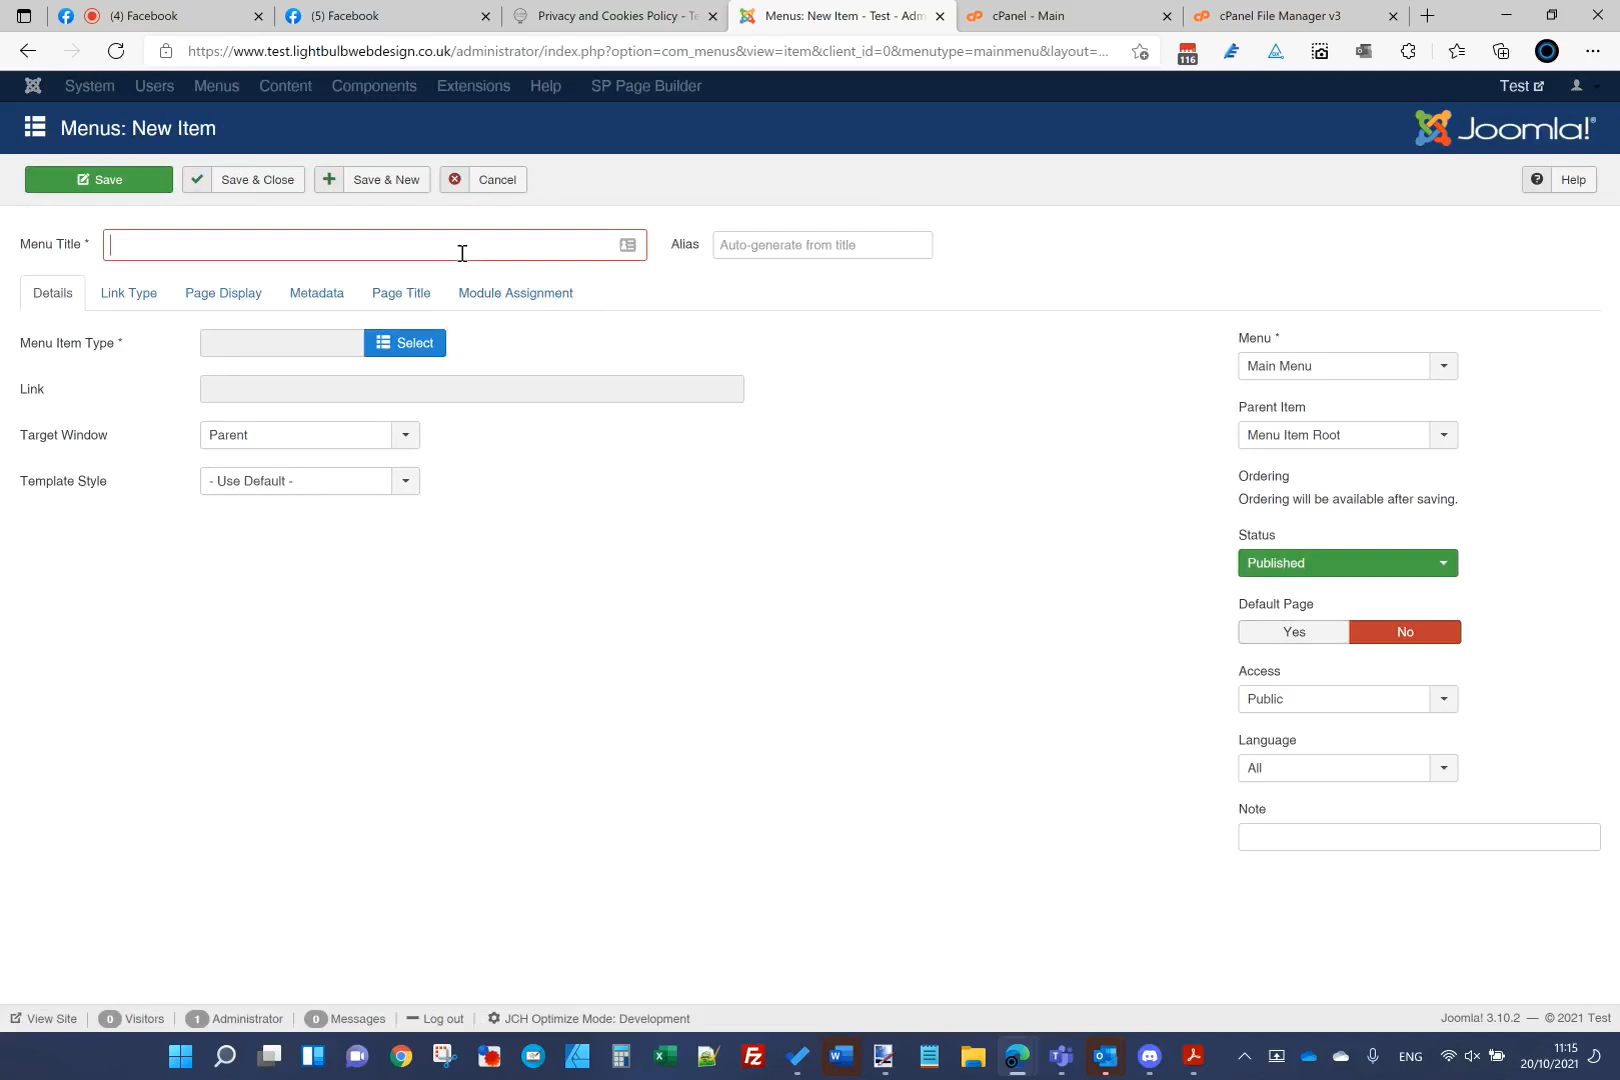 (4) Facebook
(5) Facebook
Privacy and Cookies Policy - Te
Menus: New Item - Test - Adm
cPanel - Main
cPanel File Manager v3
https://www.test.lightbulbwebdesign.co.uk/administrator/index.php?option=com_menus&view=item&client_id=0&menutype=mainmenu&layout=...
116
System Users Menus Content Components Extensions Help SP Page Builder
Test
Menus: New Item
Joomla!
Save
Save & Close
Save & New
Cancel
Help
Menu Title *
Alias Auto-generate from title
Details Link Type Page Display Metadata Page Title Module Assignment
Menu Item Type * Select
Link
Target Window Parent
Template Style - Use Default -
Menu *
Main Menu
Parent Item
Menu Item Root
Ordering
Ordering will be available after saving.
Status
Published
Default Page
Yes No
Access
Public
Language
All
Note
View Site 0 Visitors 1 Administrator 0 Messages Log out JCH Optimize Mode: Development
Joomla! 3.10.2 — © 2021 Test
ENG
11:15
20/10/2021